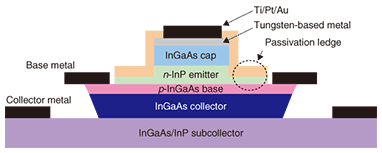 Ti/Pt/Au
Tungsten-based metal
Passivation ledge
InGaAs cap
n-InP emitter
Base metal
p-InGaAs base
Collector metal
InGaAs collector
InGaAs/InP subcollector